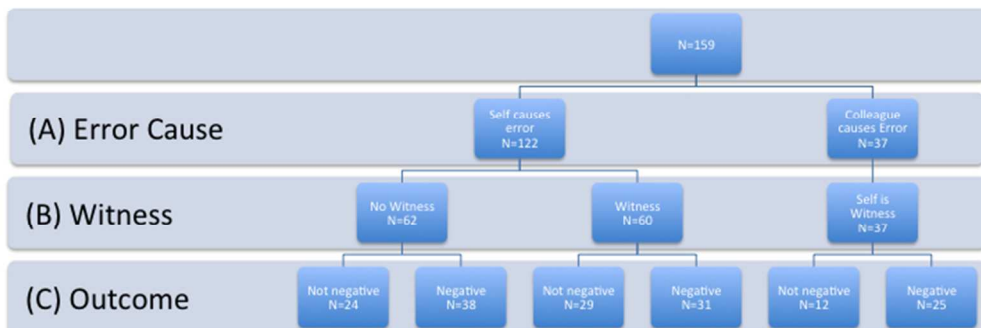 N=159
(A) Error Cause
Self causes
error
N=122
Colleague
causes Error
N=37
(B) Witness
No Witness
N=62
Witness
N=60
Self is
Witness
N=37
(C) Outcome
Not negative
N=24
Negative
N=38
Not negative
N=29
Negative
N=31
Not negative
N=12
Negative
N=25